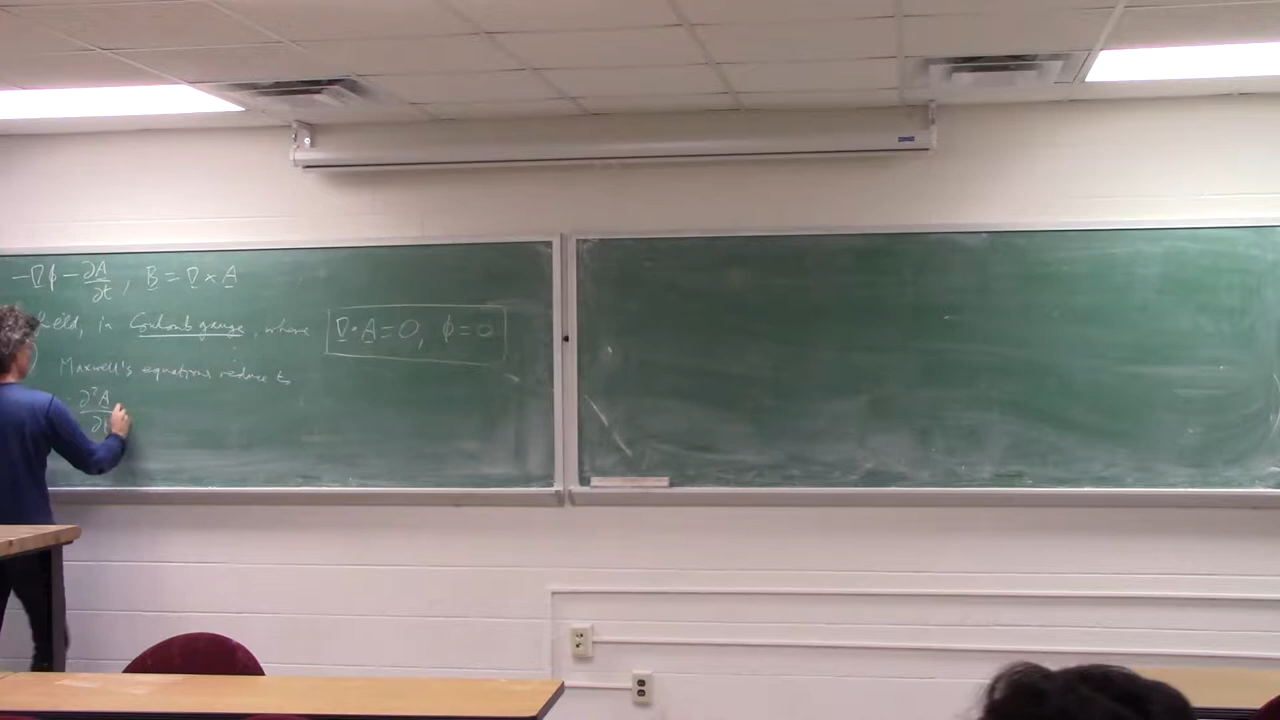 −∇φ − ∂A/∂t , B = ∇ × A
field, in Coulomb gauge, where ∇·A = 0, φ = 0
Maxwell's equations reduce to
∂²A/∂t